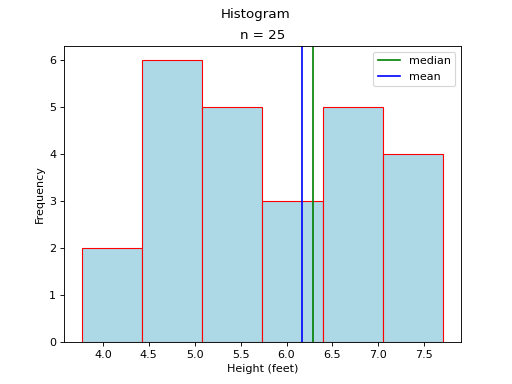 Histogram
n = 25
median
mean
Frequency
6
5
4
3
2
1
0
4.0 4.5 5.0 5.5 6.0 6.5 7.0 7.5
Height (feet)